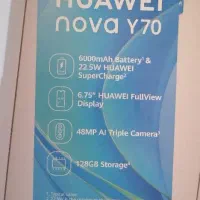 HUAWEI
nova Y70
6000mAh Battery¹ &
22.5W HUAWEI
SuperCharge²
6.75" HUAWEI FullView
Display
48MP AI Triple Camera³
128GB Storage⁴